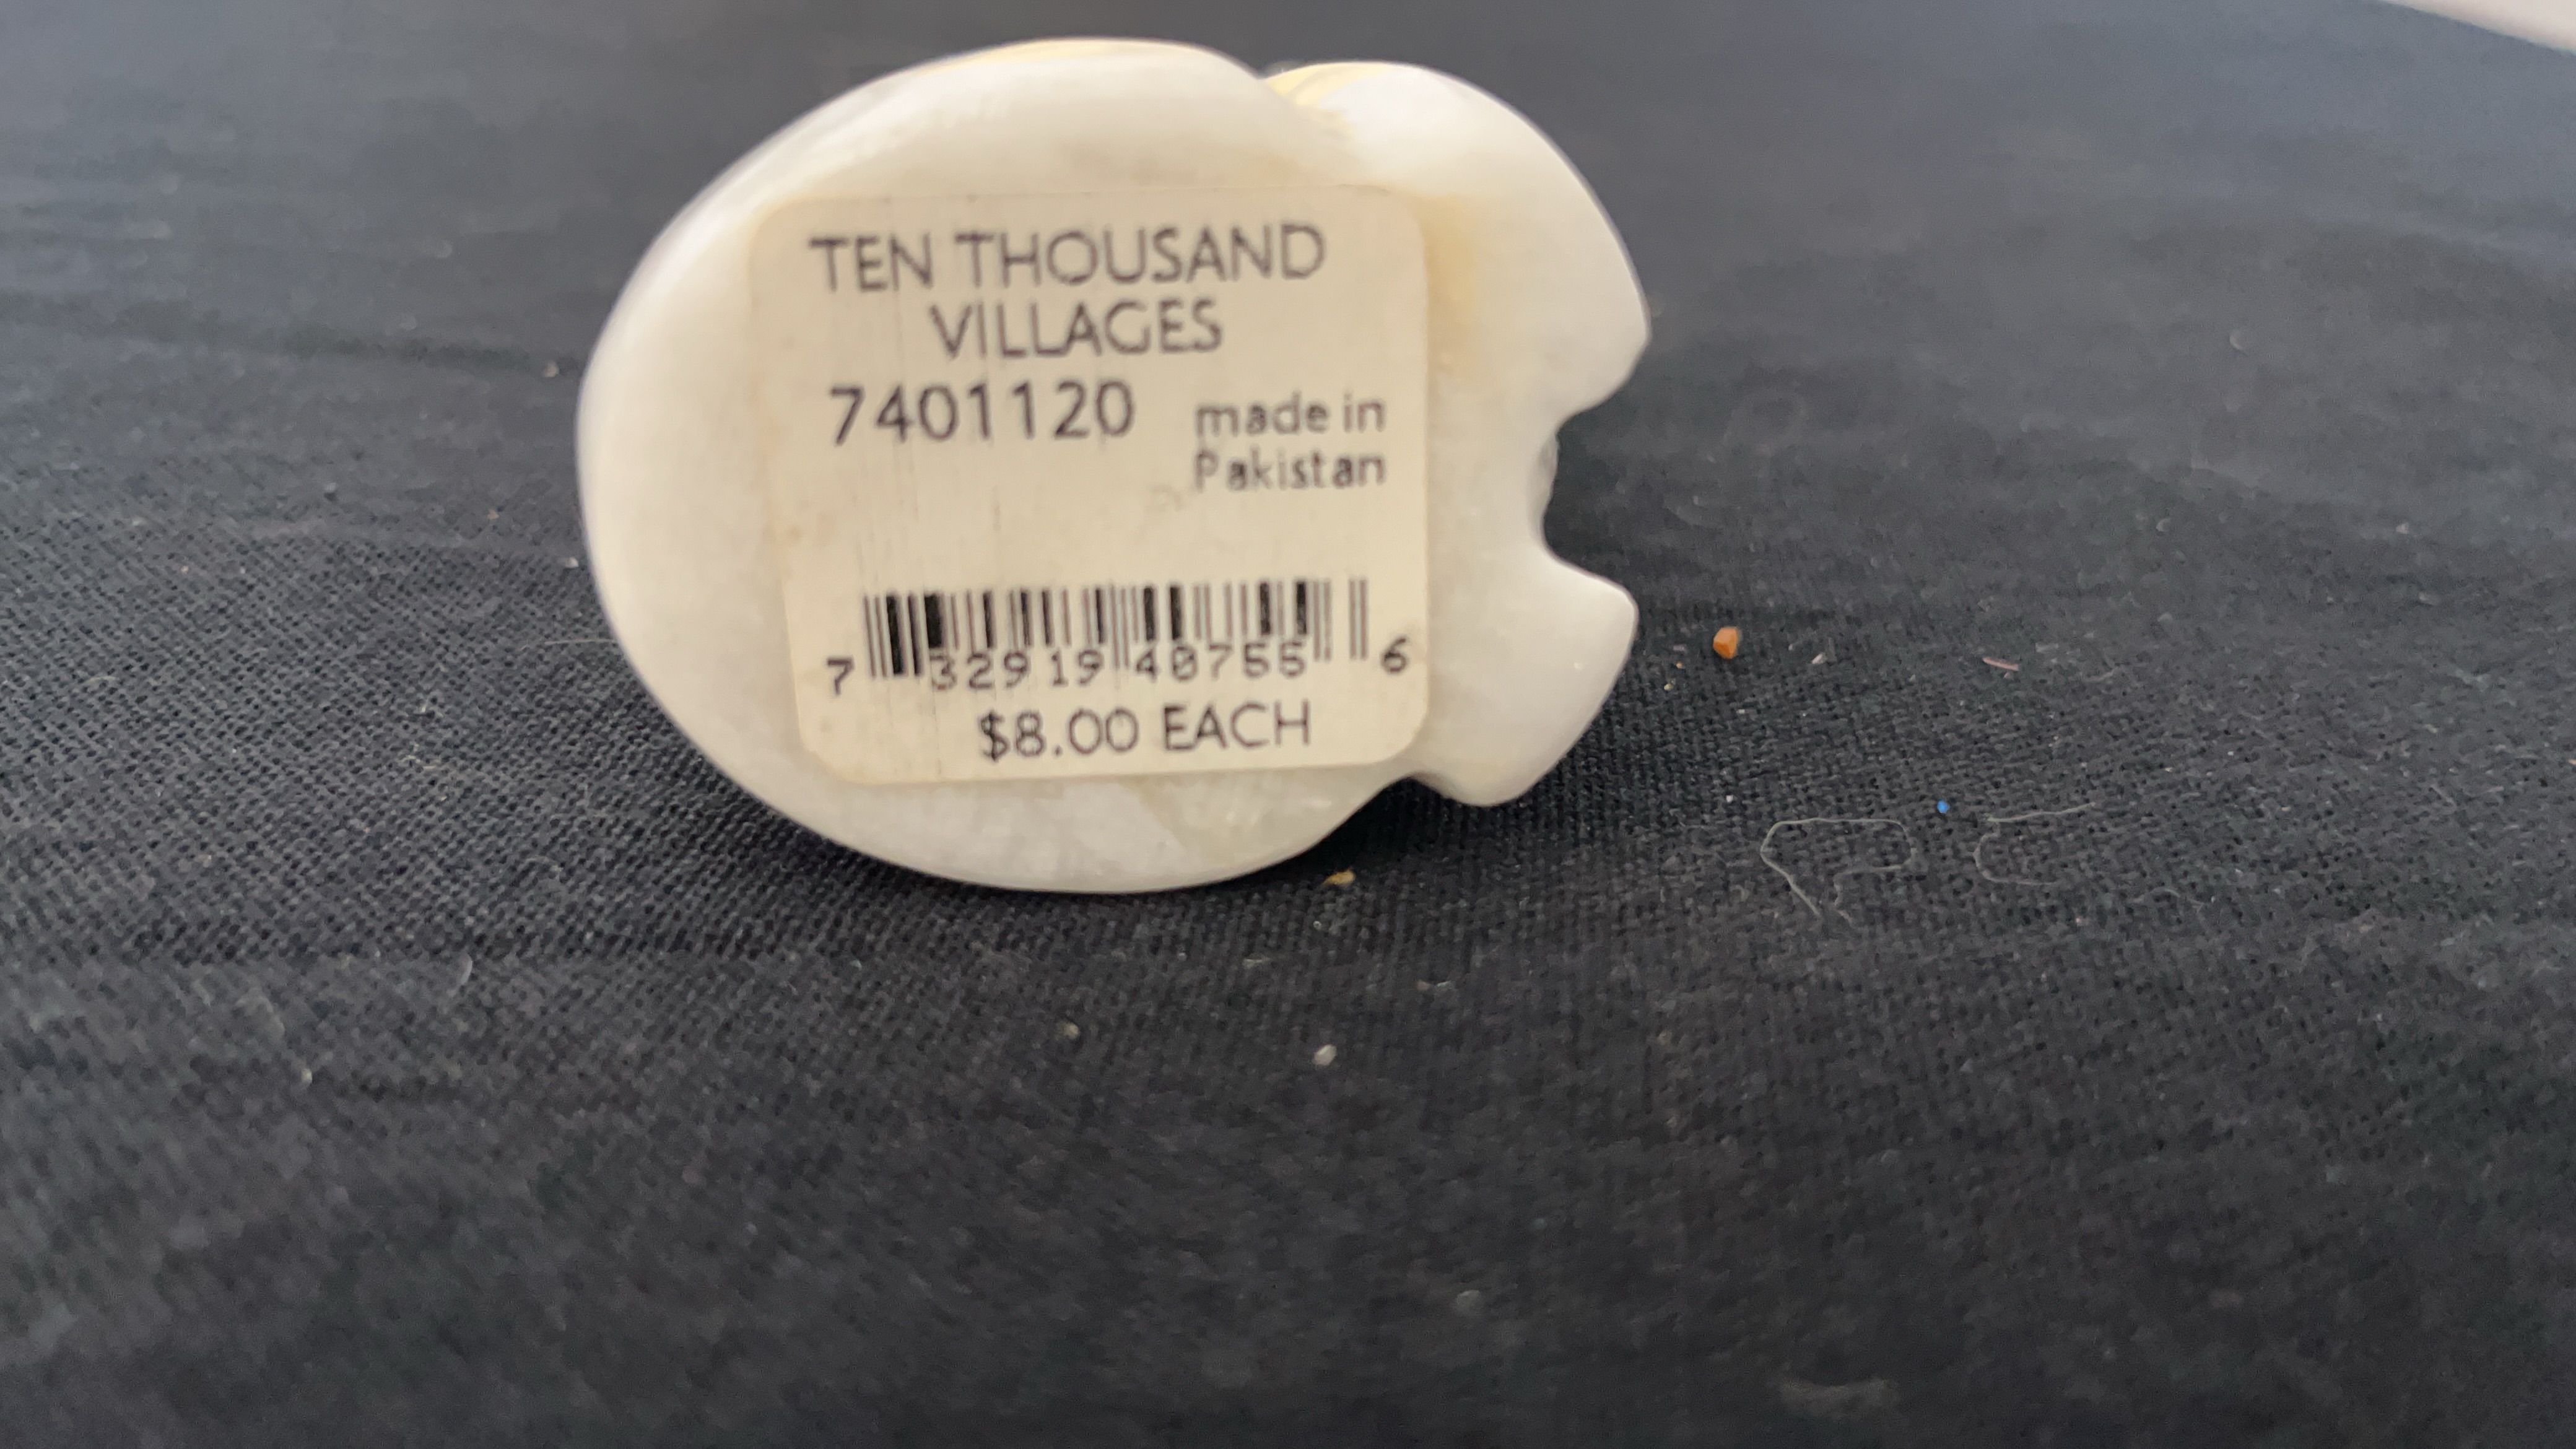 TEN THOUSAND
VILLAGES
7401120 made in
Pakistan
7 32919 40755 6
$8.00 EACH